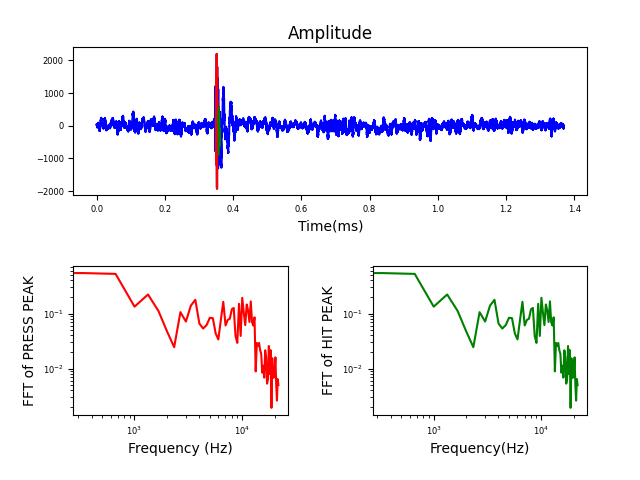 Amplitude
2000
1000
0
−1000
−2000
0.0 0.2 0.4 0.6 0.8 1.0 1.2 1.4
Time(ms)
FFT of PRESS PEAK
10⁻¹
10⁻²
10³ 10⁴
Frequency (Hz)
FFT of HIT PEAK
10⁻¹
10⁻²
10³ 10⁴
Frequency(Hz)